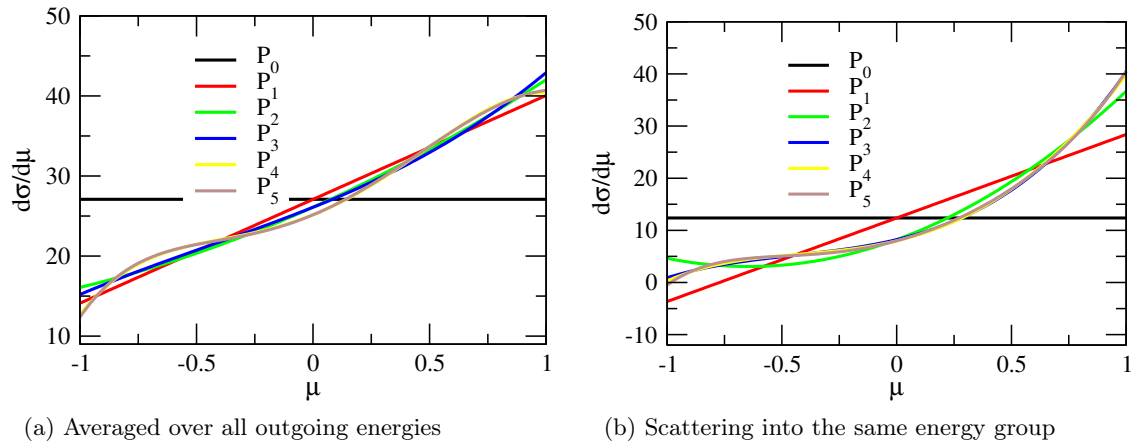 50
40
30
20
10
dσ/dμ
P0
P1
P2
P3
P4
P5
-1
-0.5
0
0.5
1
μ
(a) Averaged over all outgoing energies
50
40
30
20
10
0
-10
dσ/dμ
P0
P1
P2
P3
P4
P5
-1
-0.5
0
0.5
1
μ
(b) Scattering into the same energy group